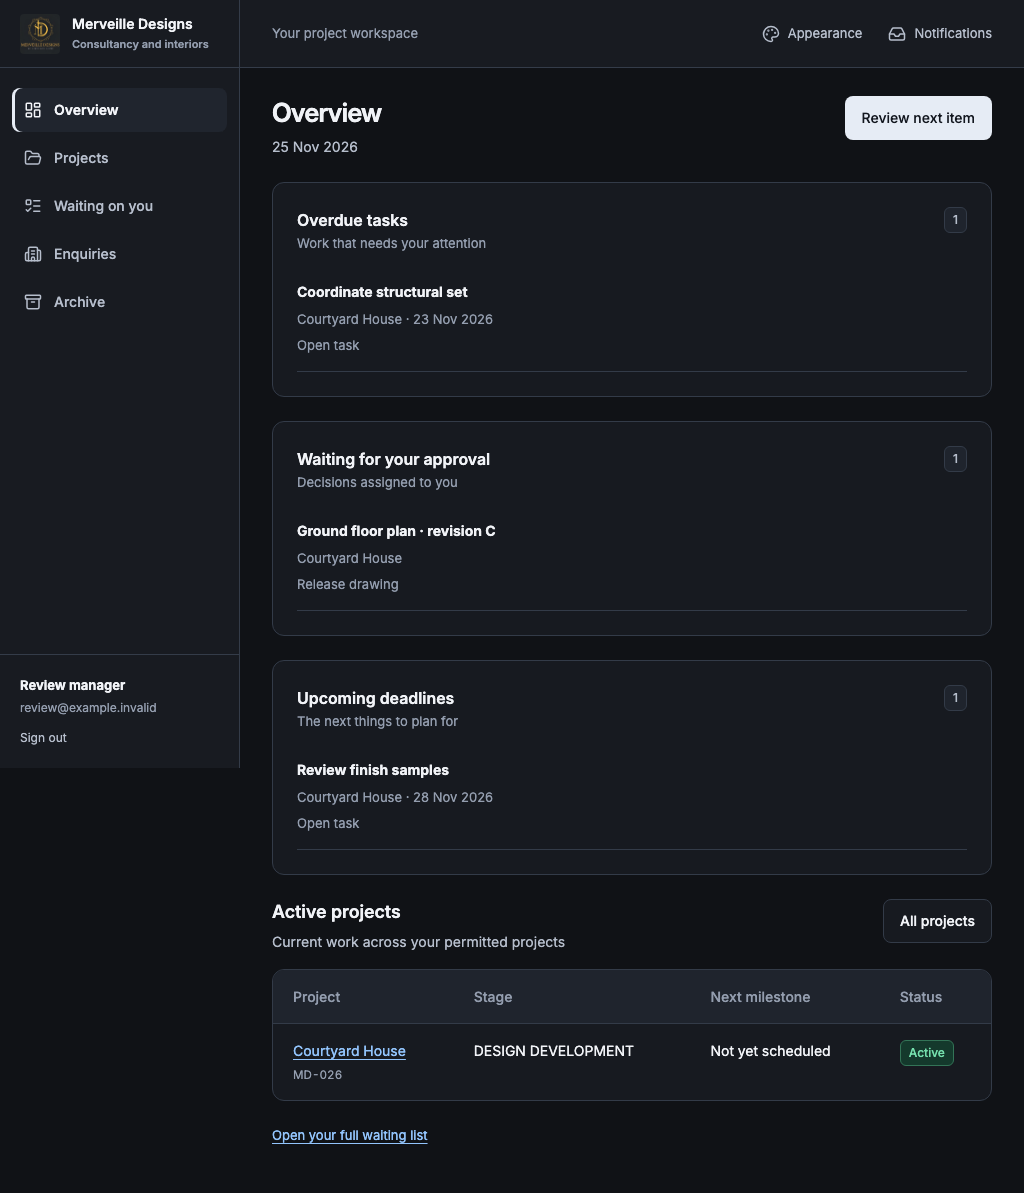 Merveille Designs
Consultancy and interiors
Your project workspace
Appearance
Notifications
Overview
Projects
Waiting on you
Enquiries
Archive
Review manager
review@example.invalid
Sign out
Overview
25 Nov 2026
Review next item
Overdue tasks
1
Work that needs your attention
Coordinate structural set
Courtyard House · 23 Nov 2026
Open task
Waiting for your approval
1
Decisions assigned to you
Ground floor plan · revision C
Courtyard House
Release drawing
Upcoming deadlines
1
The next things to plan for
Review finish samples
Courtyard House · 28 Nov 2026
Open task
Active projects
Current work across your permitted projects
All projects
Project Stage Next milestone Status
Courtyard House DESIGN DEVELOPMENT Not yet scheduled Active
MD-026
Open your full waiting list